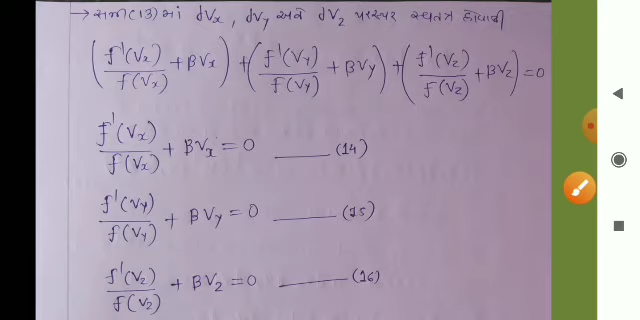 → સમી(13)માં dVx, dVy અને dVz પરસ્પર સ્વતંત્ર હોવાથી
(f'(Vx)/f(Vx) + βVx) + (f'(Vy)/f(Vy) + βVy) + (f'(Vz)/f(Vz) + βVz) = 0
f'(Vx)/f(Vx) + βVx = 0 ——— (14)
f'(Vy)/f(Vy) + βVy = 0 ——— (15)
f'(Vz)/f(Vz) + βVz = 0 ——— (16)